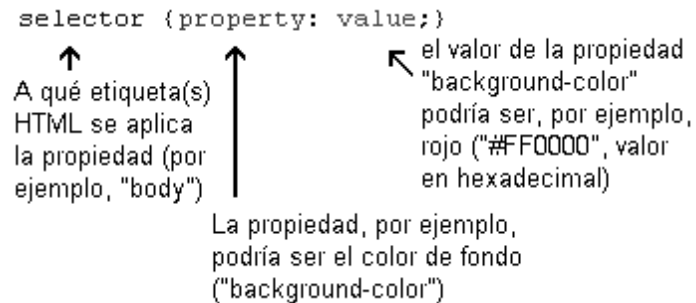 selector {property: value;}
A qué etiqueta(s)
HTML se aplica
la propiedad (por
ejemplo, "body")
La propiedad, por ejemplo,
podría ser el color de fondo
("background-color")
el valor de la propiedad
"background-color"
podría ser, por ejemplo,
rojo ("#FF0000", valor
en hexadecimal)